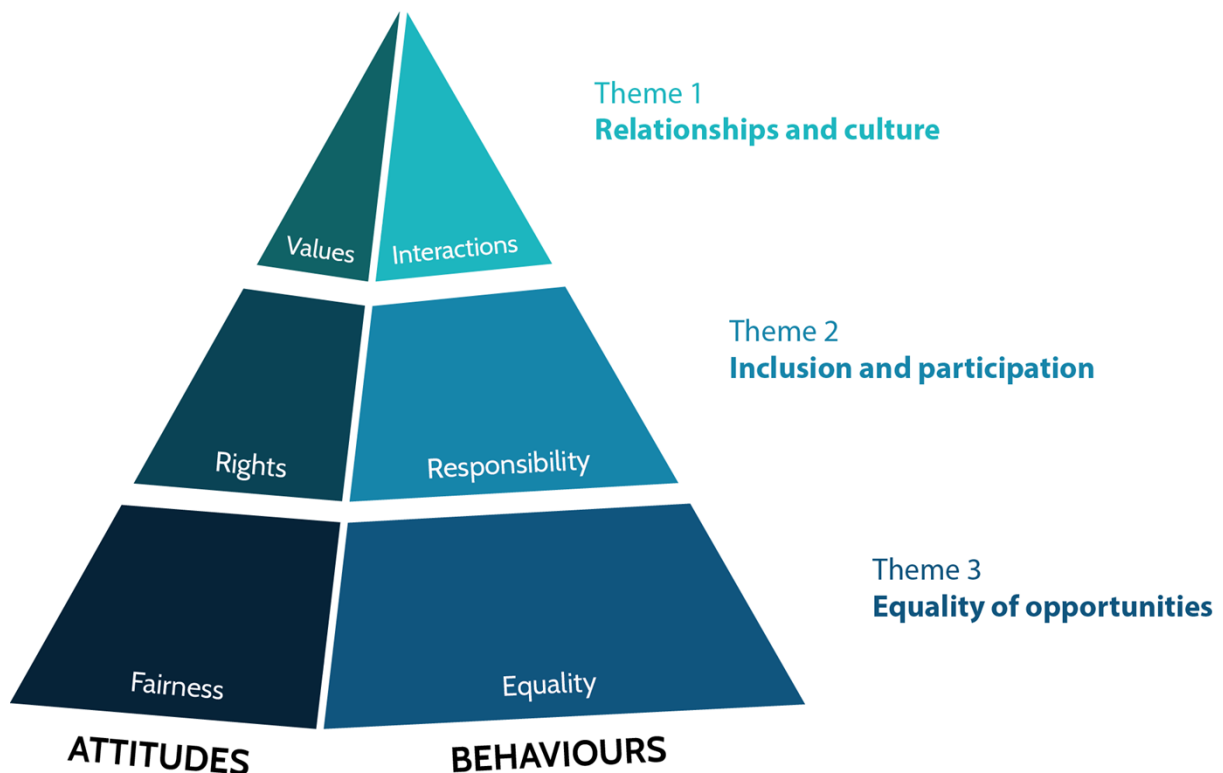 Theme 1
Relationships and culture
Values
Interactions
Theme 2
Inclusion and participation
Rights
Responsibility
Theme 3
Equality of opportunities
Fairness
Equality
ATTITUDES
BEHAVIOURS